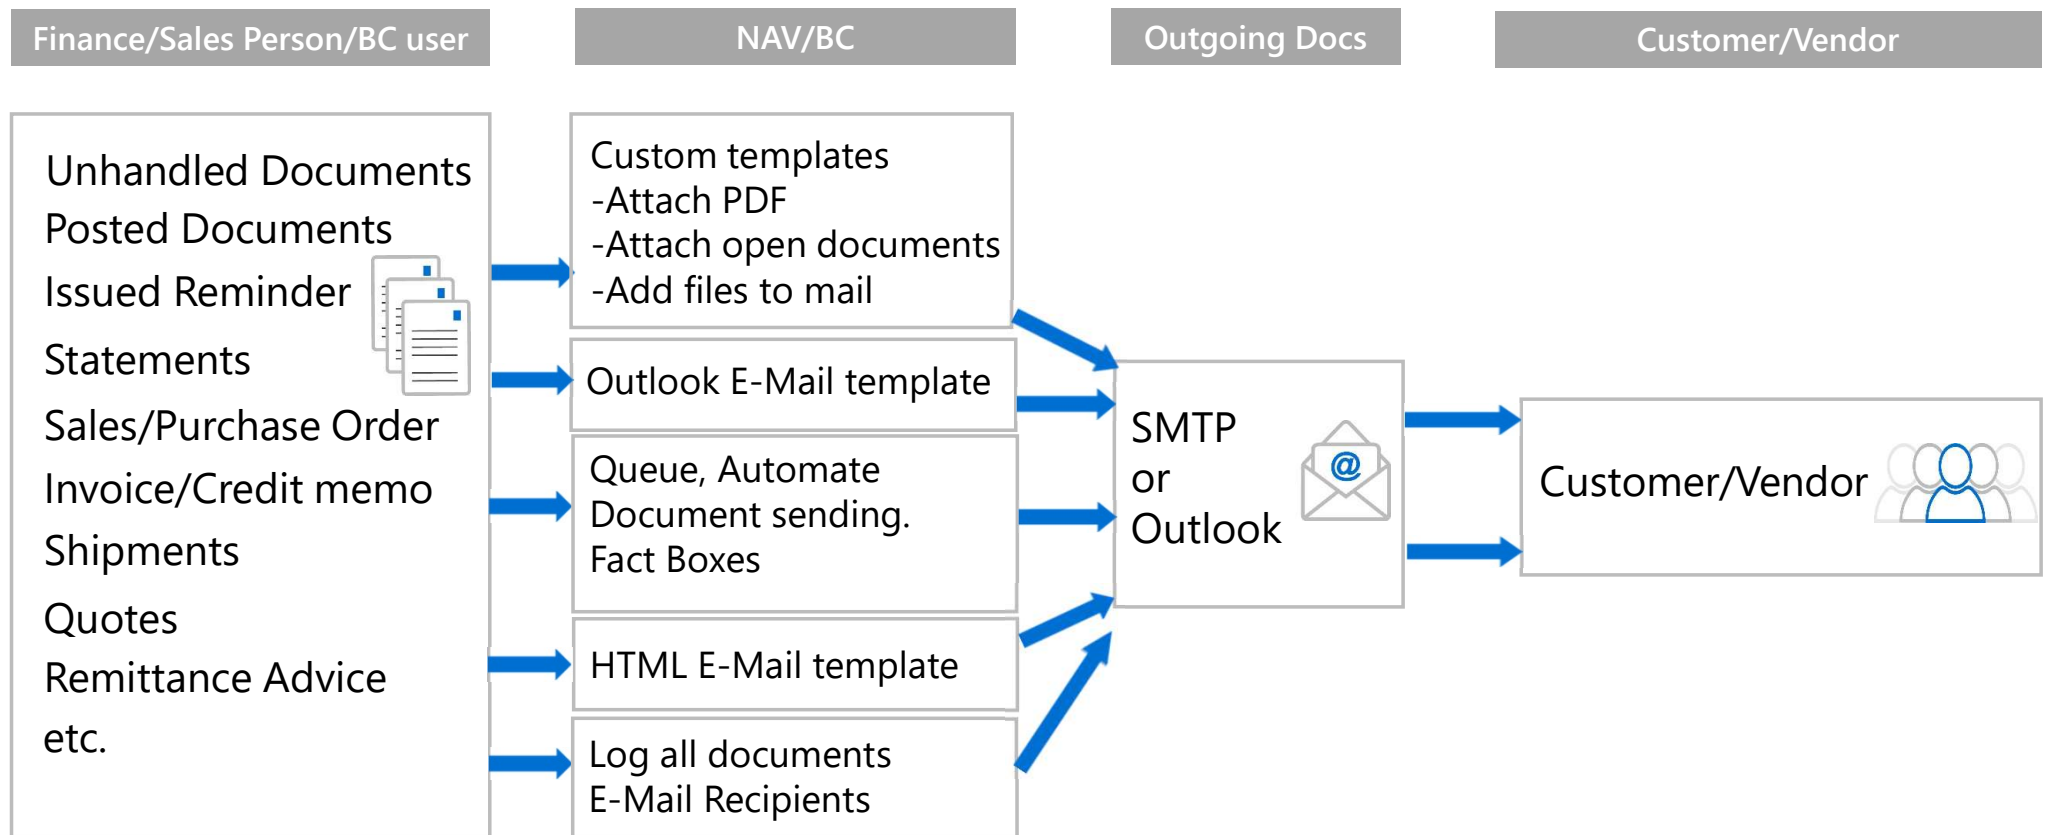 Finance/Sales Person/BC user
NAV/BC
Outgoing Docs
Customer/Vendor
Unhandled Documents
Posted Documents
Issued Reminder
Statements
Sales/Purchase Order
Invoice/Credit memo
Shipments
Quotes
Remittance Advice
etc.
Custom templates
-Attach PDF
-Attach open documents
-Add files to mail
Outlook E-Mail template
Queue, Automate
Document sending.
Fact Boxes
HTML E-Mail template
Log all documents
E-Mail Recipients
SMTP
or
Outlook
@
Customer/Vendor